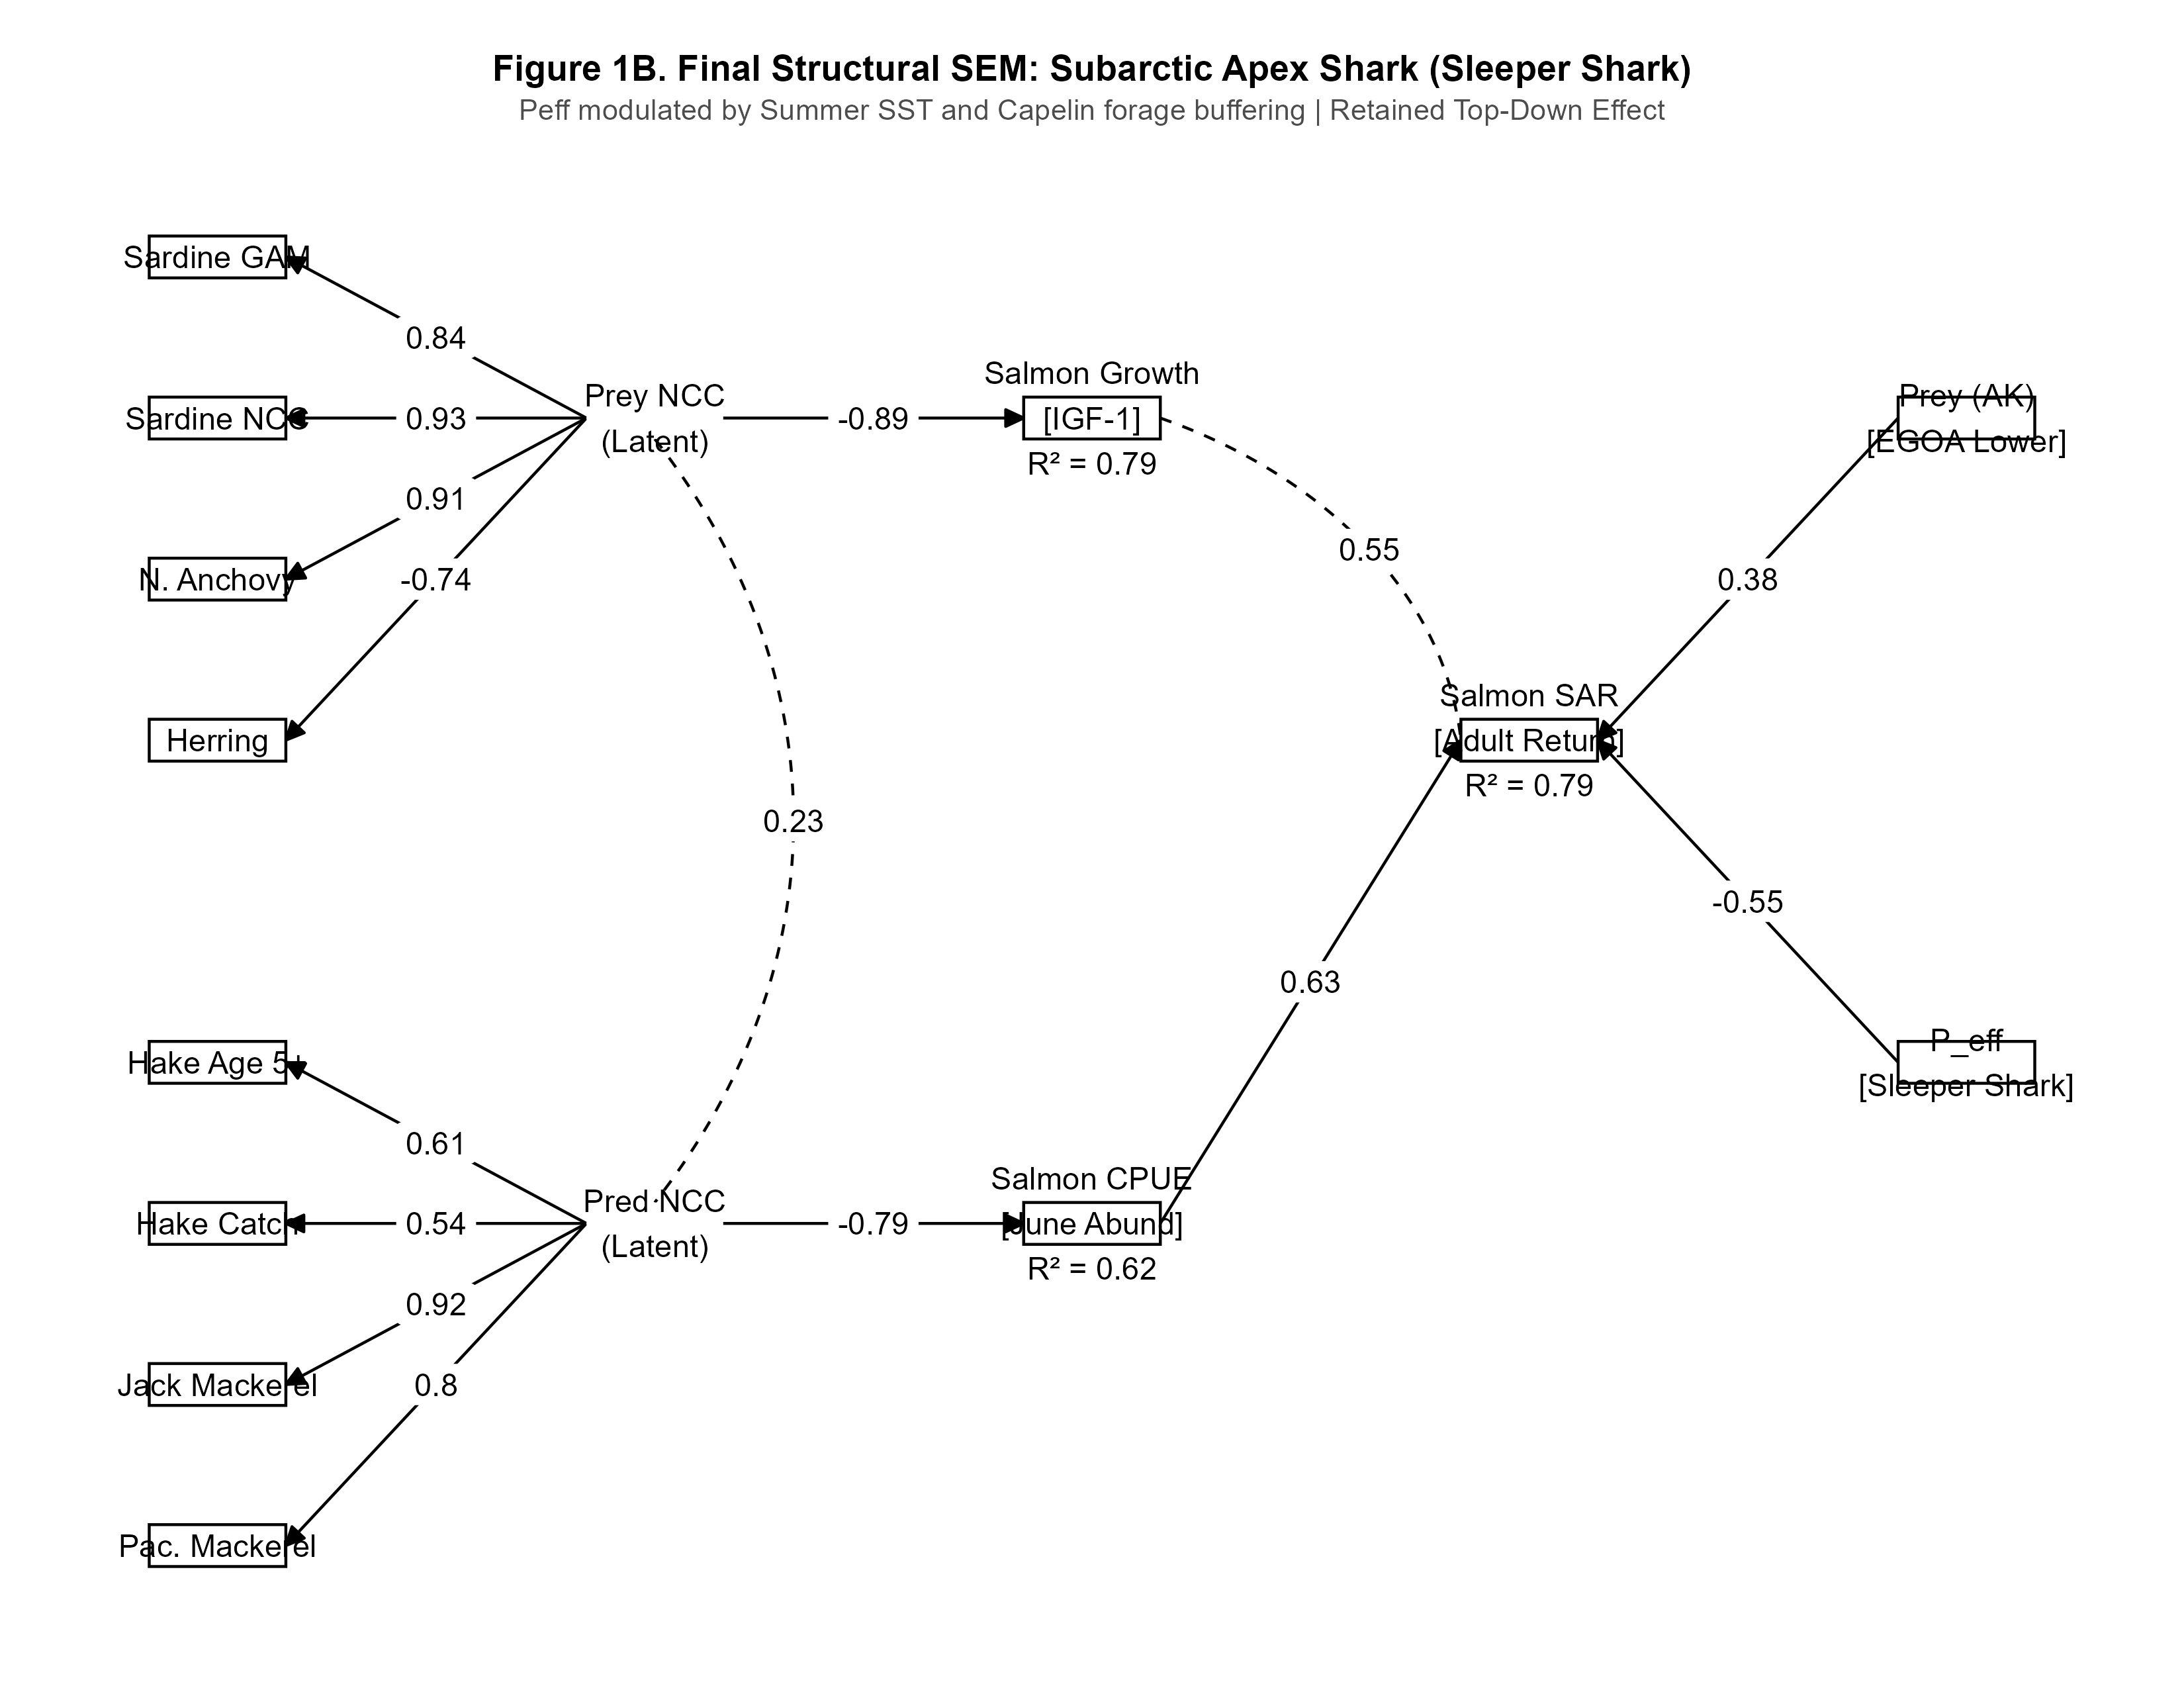 Figure 1B. Final Structural SEM: Subarctic Apex Shark (Sleeper Shark)
Peff modulated by Summer SST and Capelin forage buffering | Retained Top-Down Effect
Sardine GAM
0.84
Sardine NCC
0.93
0.91
N. Anchovy
-0.74
Herring
Prey NCC
(Latent)
-0.89
Salmon Growth
[IGF-1]
R² = 0.79
0.55
Prey (AK)
[EGOA Lower]
0.38
Salmon SAR
[Adult Return]
R² = 0.79
0.23
-0.55
0.63
P_eff
[Sleeper Shark]
Hake Age 5+
0.61
Hake Catch
0.54
0.92
Jack Mackerel
0.8
Pac. Mackerel
Pred NCC
(Latent)
-0.79
Salmon CPUE
[June Abund]
R² = 0.62